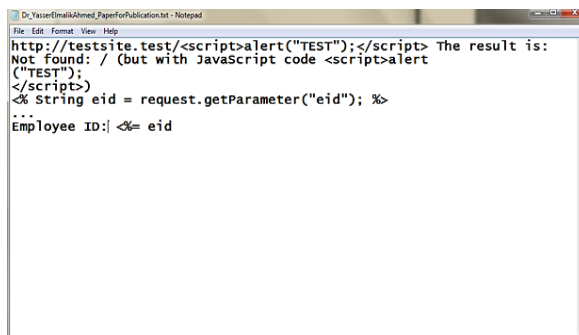 Dr_YasserElmalikAhmed_PaperForPublication.txt - Notepad
File Edit Format View Help
http://testsite.test/<script>alert("TEST");</script> The result is:
Not found: / (but with JavaScript code <script>alert
("TEST");
</script>)
<% String eid = request.getParameter("eid"); %>
...
Employee ID: <%= eid